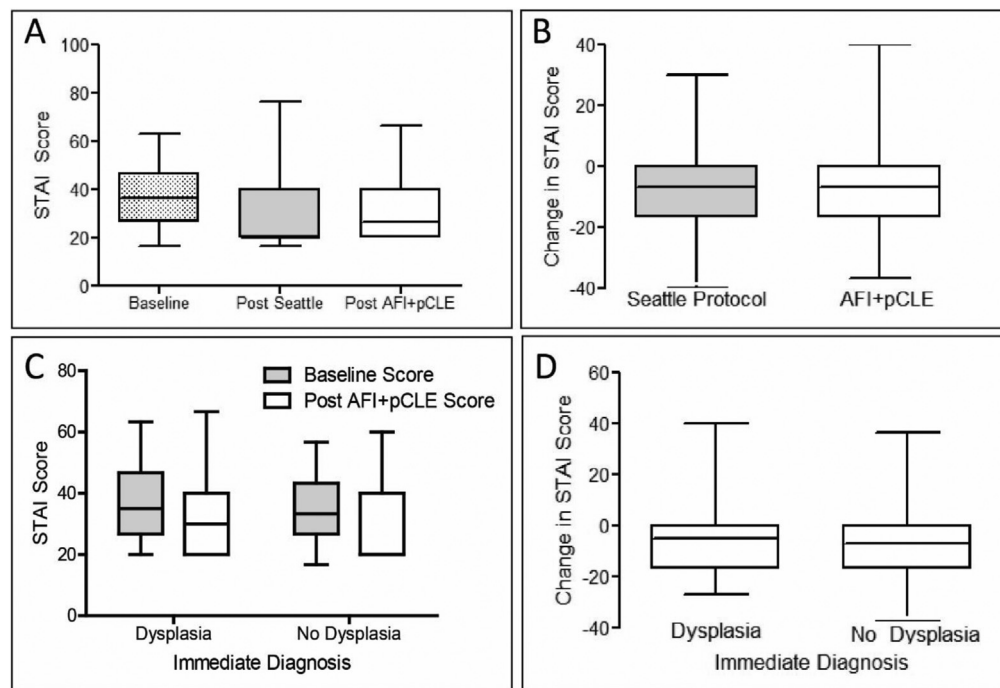 A
STAI Score
100
80
60
40
20
0
Baseline Post Seattle Post AFI+pCLE
B
Change in STAI Score
40
20
0
-20
-40
Seattle Protocol AFI+pCLE
C
STAI Score
80
60
40
20
0
Baseline Score
Post AFI+pCLE Score
Dysplasia No Dysplasia
Immediate Diagnosis
D
Change in STAI Score
60
40
20
0
-20
-40
Dysplasia No Dysplasia
Immediate Diagnosis